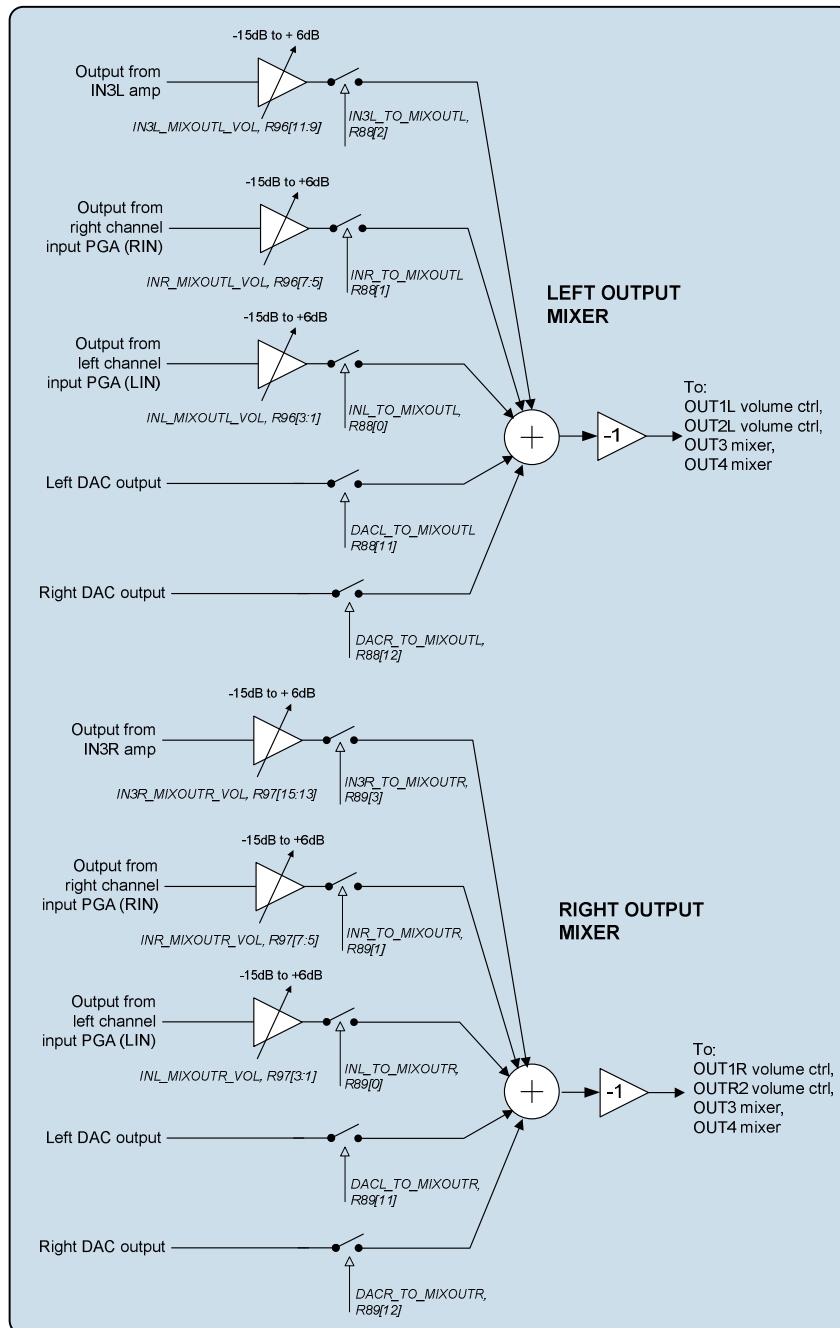 -15dB to + 6dB
Output from
IN3L amp
IN3L_MIXOUTL_VOL, R96[11:9]
IN3L_TO_MIXOUTL,
R88[2]
-15dB to +6dB
Output from
right channel
input PGA (RIN)
INR_MIXOUTL_VOL, R96[7:5]
INR_TO_MIXOUTL
R88[1]
LEFT OUTPUT
MIXER
-15dB to +6dB
Output from
left channel
input PGA (LIN)
INL_MIXOUTL_VOL, R96[3:1]
INL_TO_MIXOUTL,
R88[0]
+
-1
To:
OUT1L volume ctrl,
OUT2L volume ctrl,
OUT3 mixer,
OUT4 mixer
Left DAC output
DACL_TO_MIXOUTL
R88[11]
Right DAC output
DACR_TO_MIXOUTL,
R88[12]
-15dB to + 6dB
Output from
IN3R amp
IN3R_MIXOUTR_VOL, R97[15:13]
IN3R_TO_MIXOUTR,
R89[3]
-15dB to +6dB
Output from
right channel
input PGA (RIN)
INR_MIXOUTR_VOL, R97[7:5]
INR_TO_MIXOUTR,
R89[1]
RIGHT OUTPUT
MIXER
-15dB to +6dB
Output from
left channel
input PGA (LIN)
INL_MIXOUTR_VOL, R97[3:1]
INL_TO_MIXOUTR,
R89[0]
+
-1
To:
OUT1R volume ctrl,
OUTR2 volume ctrl,
OUT3 mixer,
OUT4 mixer
Left DAC output
DACL_TO_MIXOUTR,
R89[11]
Right DAC output
DACR_TO_MIXOUTR,
R89[12]